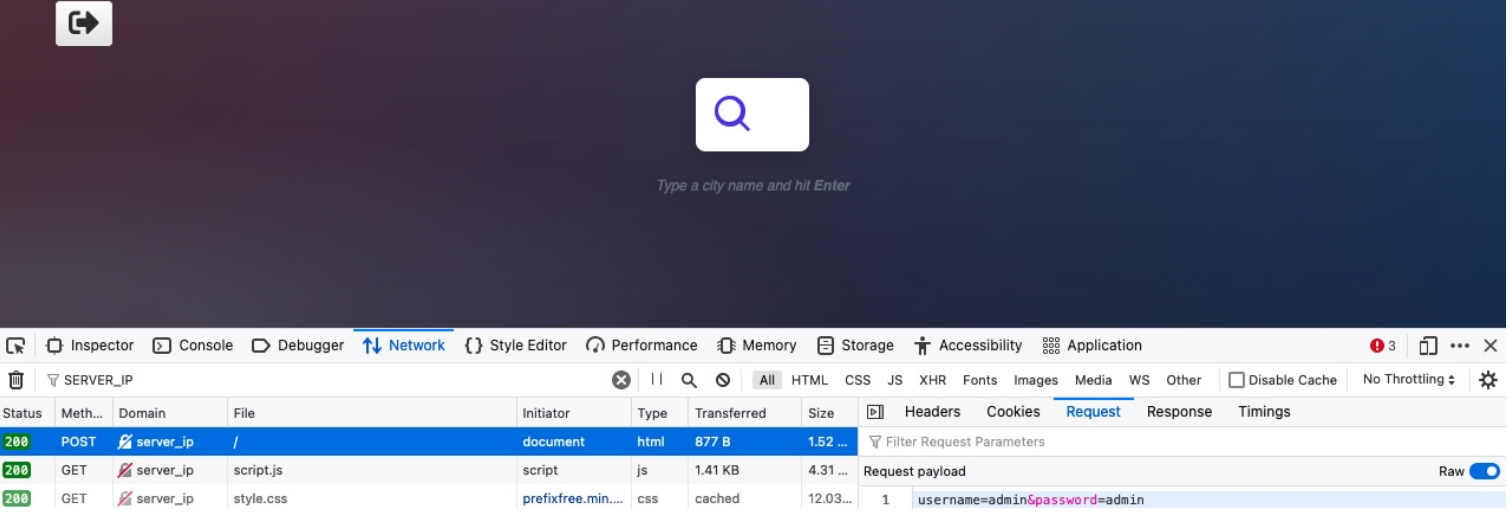 Type a city name and hit Enter
Inspector Console Debugger Network Style Editor Performance Memory Storage Accessibility Application 3
SERVER_IP All HTML CSS JS XHR Fonts Images Media WS Other Disable Cache No Throttling
Status Meth... Domain File Initiator Type Transferred Size Headers Cookies Request Response Timings
200 POST server_ip / document html 877 B 1.52 ... Filter Request Parameters
200 GET server_ip script.js script js 1.41 KB 4.31 ... Request payload Raw
200 GET server_ip style.css prefixfree.min.... css cached 12.03... 1 username=admin&password=admin